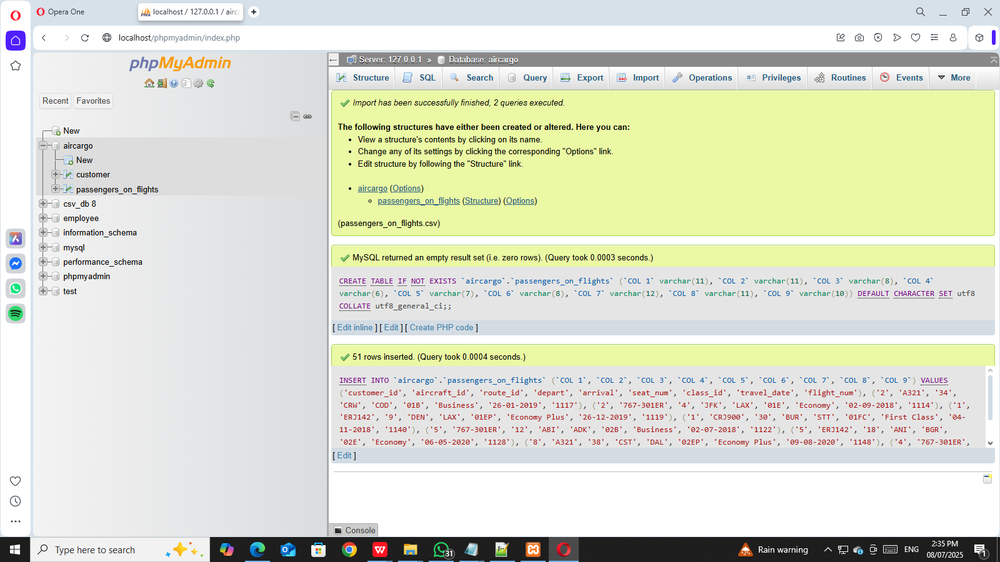 Opera One
localhost / 127.0.0.1 / airca
localhost/phpmyadmin/index.php
phpMyAdmin
Recent
Favorites
New
aircargo
New
customer
passengers_on_flights
csv_db 8
employee
information_schema
mysql
performance_schema
phpmyadmin
test
Server: 127.0.0.1 » Database: aircargo
Structure
SQL
Search
Query
Export
Import
Operations
Privileges
Routines
Events
More
Import has been successfully finished, 2 queries executed.
The following structures have either been created or altered. Here you can:
• View a structure's contents by clicking on its name.
• Change any of its settings by clicking the corresponding "Options" link.
• Edit structure by following the "Structure" link.
• aircargo (Options)
passengers_on_flights (Structure) (Options)
(passengers_on_flights.csv)
MySQL returned an empty result set (i.e. zero rows). (Query took 0.0003 seconds.)
CREATE TABLE IF NOT EXISTS `aircargo`.`passengers_on_flights` (`COL 1` varchar(11), `COL 2` varchar(11), `COL 3` varchar(8), `COL 4`
varchar(6), `COL 5` varchar(7), `COL 6` varchar(8), `COL 7` varchar(12), `COL 8` varchar(11), `COL 9` varchar(10)) DEFAULT CHARACTER SET utf8
COLLATE utf8_general_ci;;
[ Edit inline ] [ Edit ] [ Create PHP code ]
51 rows inserted. (Query took 0.0004 seconds.)
INSERT INTO `aircargo`.`passengers_on_flights` (`COL 1`, `COL 2`, `COL 3`, `COL 4`, `COL 5`, `COL 6`, `COL 7`, `COL 8`, `COL 9`) VALUES
('customer_id', 'aircraft_id', 'route_id', 'depart', 'arrival', 'seat_num', 'class_id', 'travel_date', 'flight_num'), ('2', 'A321', '34',
'CRW', 'COD', '01B', 'Business', '26-01-2019', '1117'), ('2', '767-301ER', '4', 'JFK', 'LAX', '01E', 'Economy', '02-09-2018', '1114'), ('1',
'ERJ142', '9', 'DEN', 'LAX', '01EP', 'Economy Plus', '26-12-2019', '1119'), ('1', 'CRJ900', '30', 'BUR', 'STT', '01FC', 'First Class', '04-
11-2018', '1140'), ('5', '767-301ER', '12', 'ABI', 'ADK', '02B', 'Business', '02-07-2018', '1122'), ('5', 'ERJ142', '18', 'ANI', 'BGR',
'02E', 'Economy', '06-05-2020', '1128'), ('8', 'A321', '38', 'CST', 'DAL', '02EP', 'Economy Plus', '09-08-2020', '1148'), ('4', '767-301ER',
[ Edit ]
Console
Type here to search
31
Rain warning
ENG
2:35 PM
08/07/2025
1